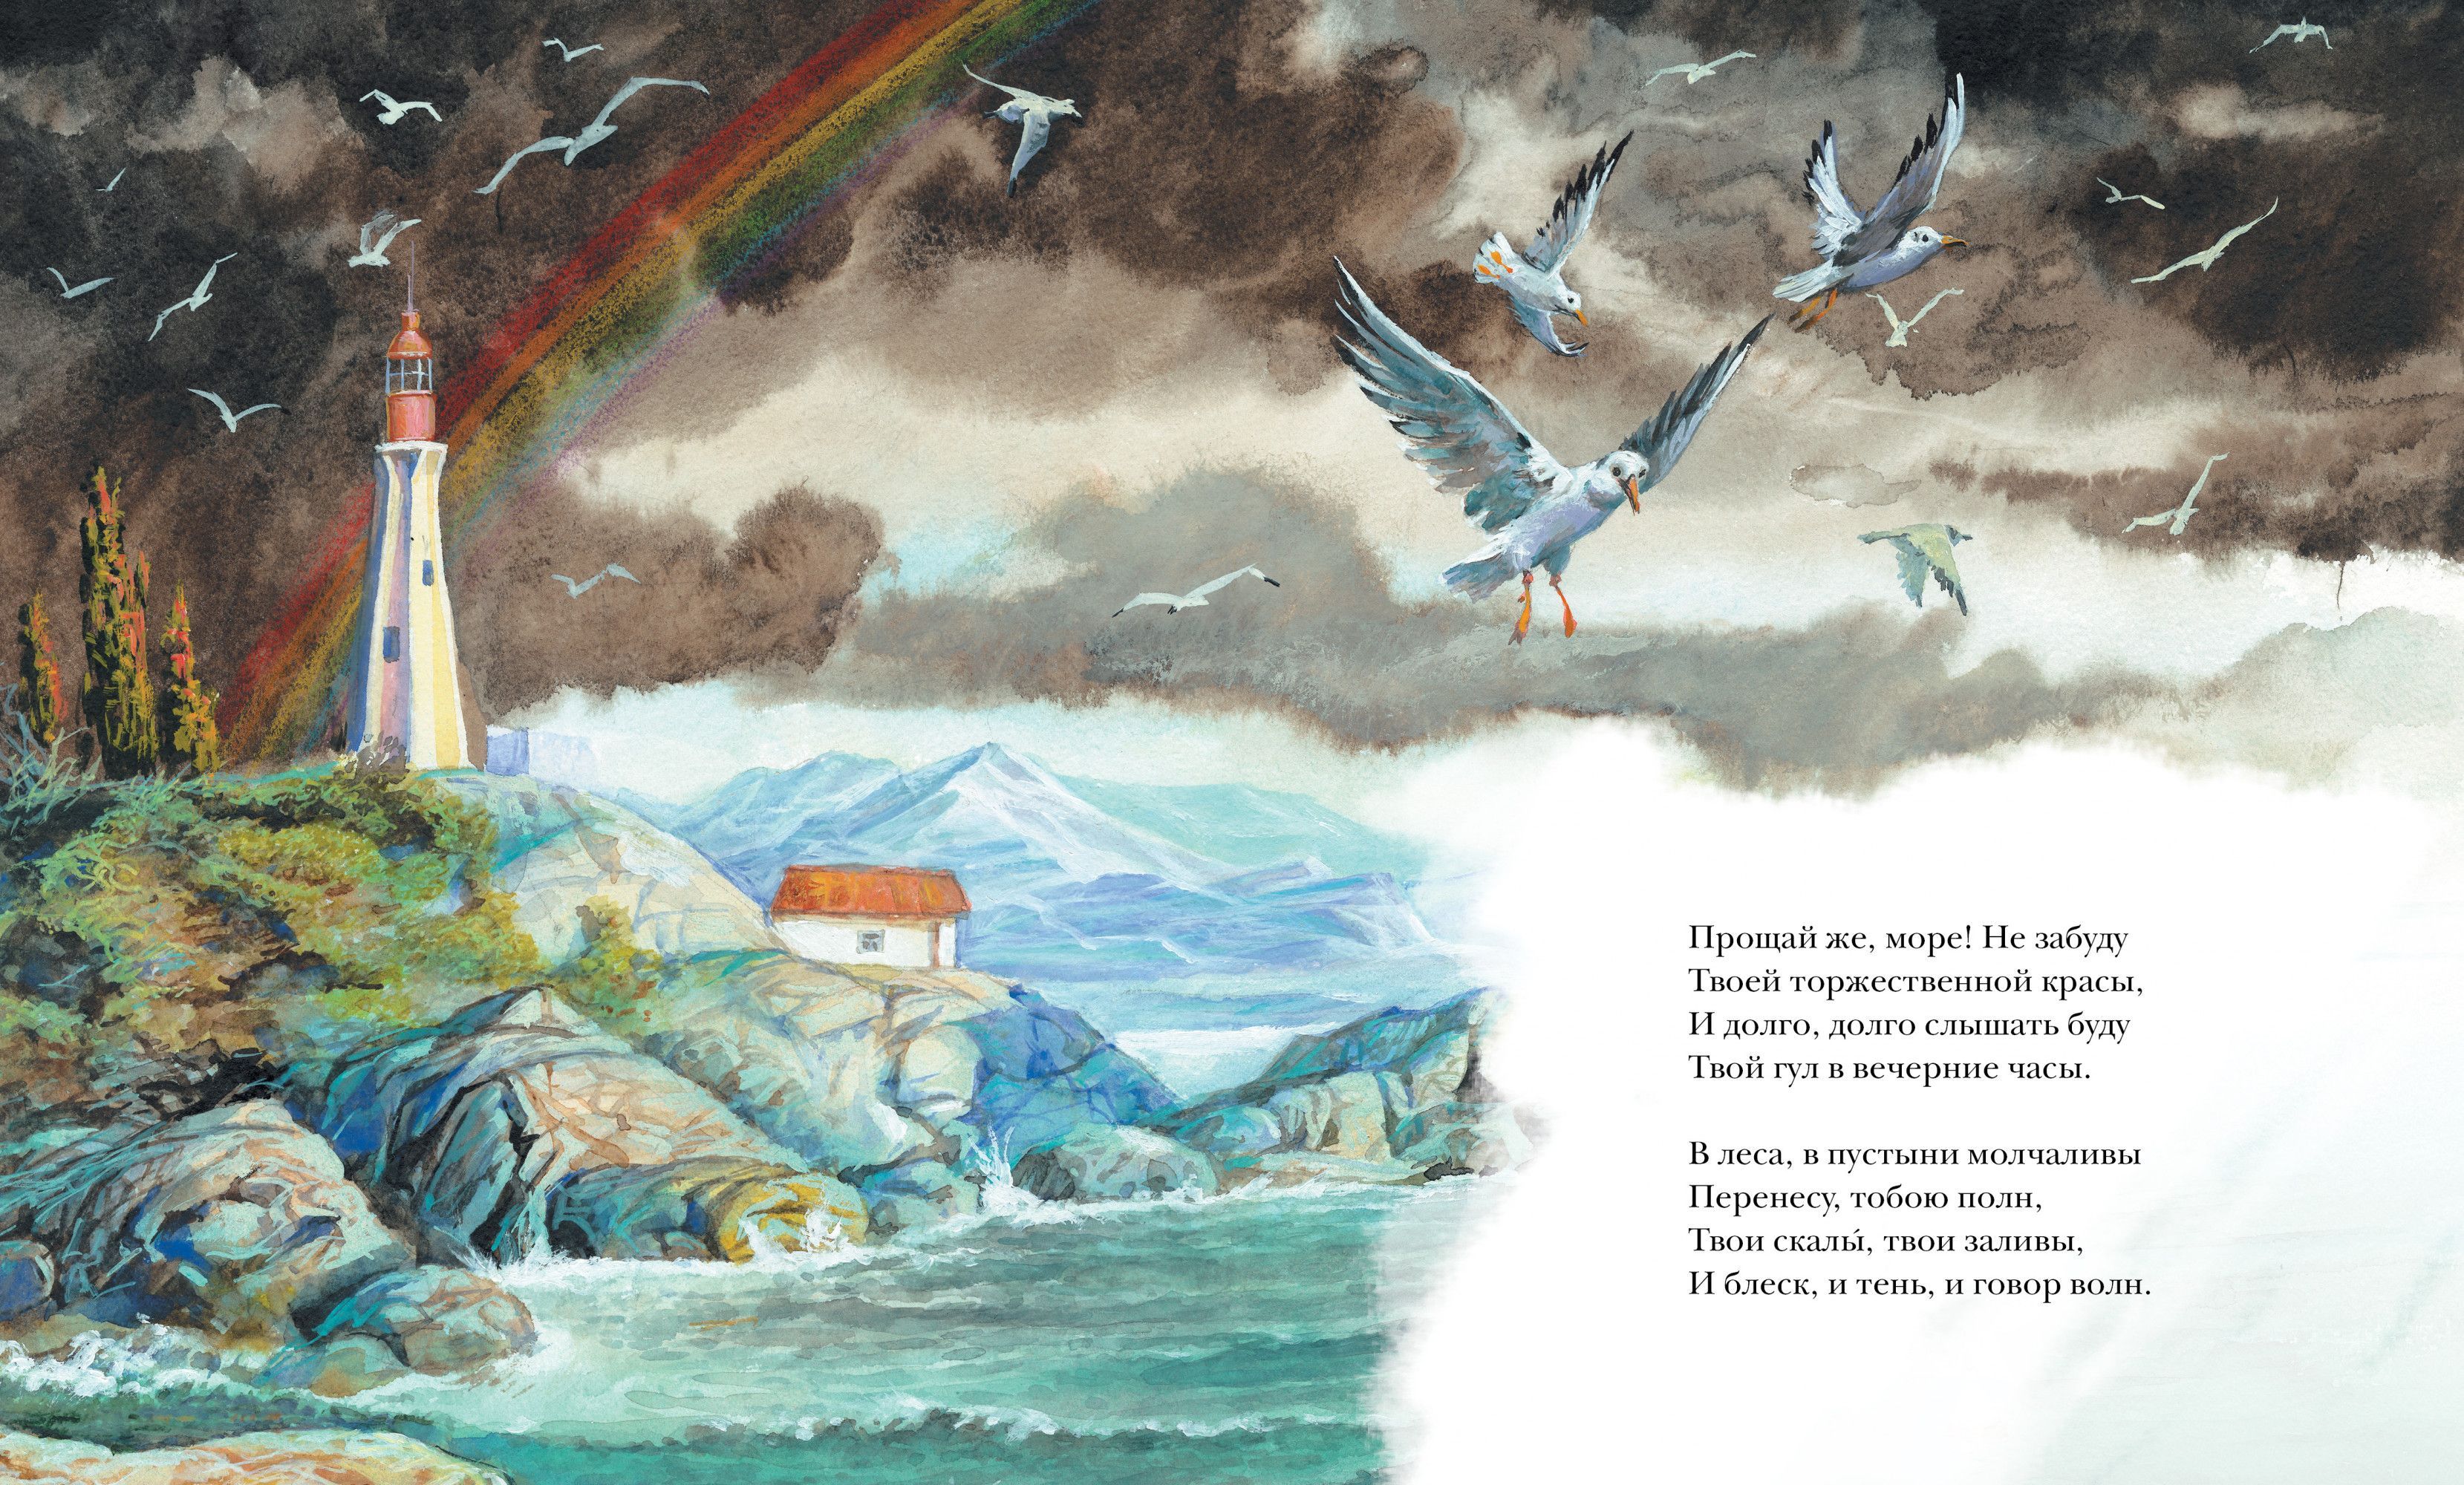 Прощай же, море! Не забуду
Твоей торжественной красы,
И долго, долго слышать буду
Твой гул в вечерние часы.
В леса, в пустыни молчаливы
Перенесу, тобою полн,
Твои скалы́, твои заливы,
И блеск, и тень, и говор волн.